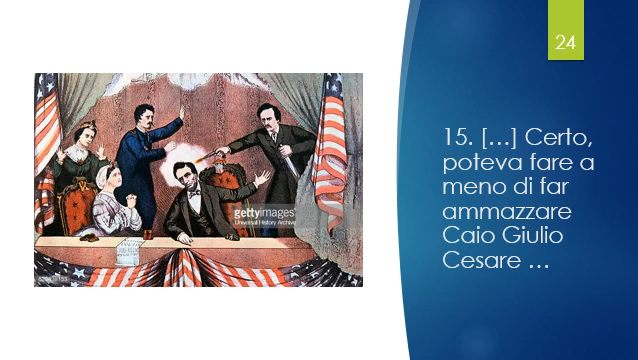 24
15. […] Certo,
poteva fare a
meno di far
ammazzare
Caio Giulio
Cesare …
gettyimages
Universal History Archive